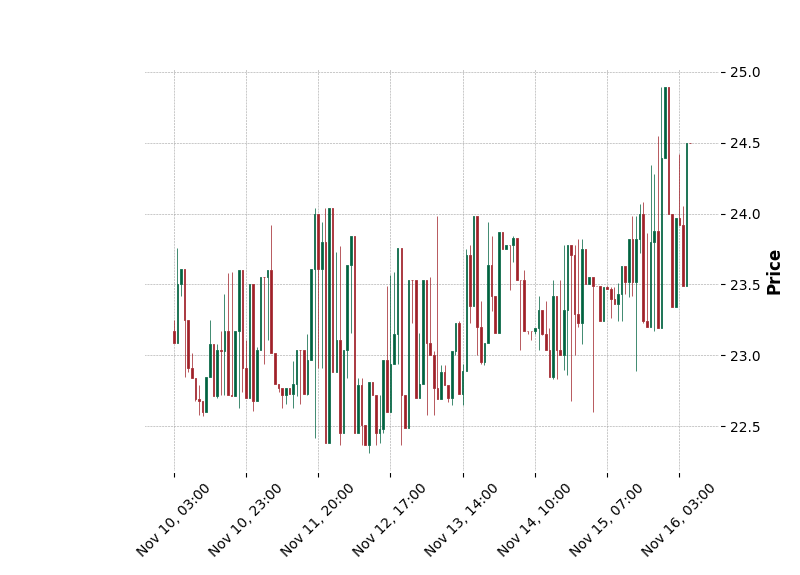 25.0
24.5
24.0
23.5
23.0
22.5
Price
Nov 10, 03:00
Nov 10, 23:00
Nov 11, 20:00
Nov 12, 17:00
Nov 13, 14:00
Nov 14, 10:00
Nov 15, 07:00
Nov 16, 03:00